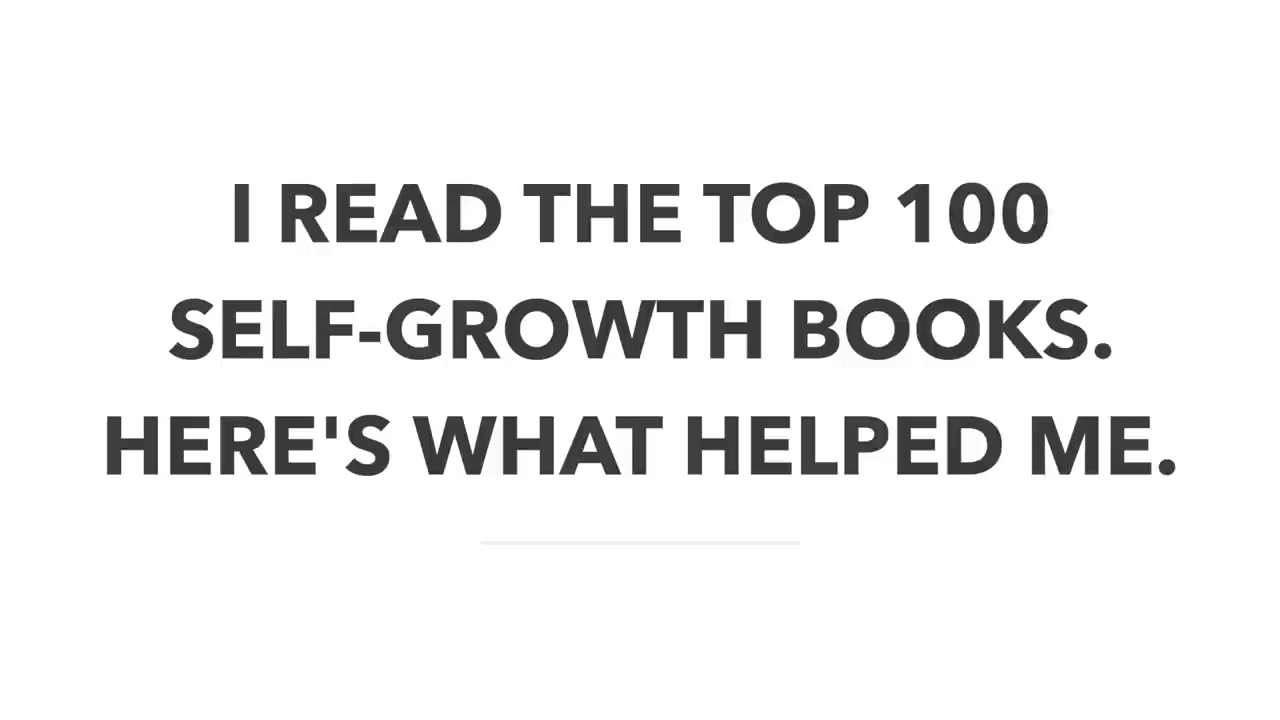 I READ THE TOP 100
SELF-GROWTH BOOKS.
HERE'S WHAT HELPED ME.